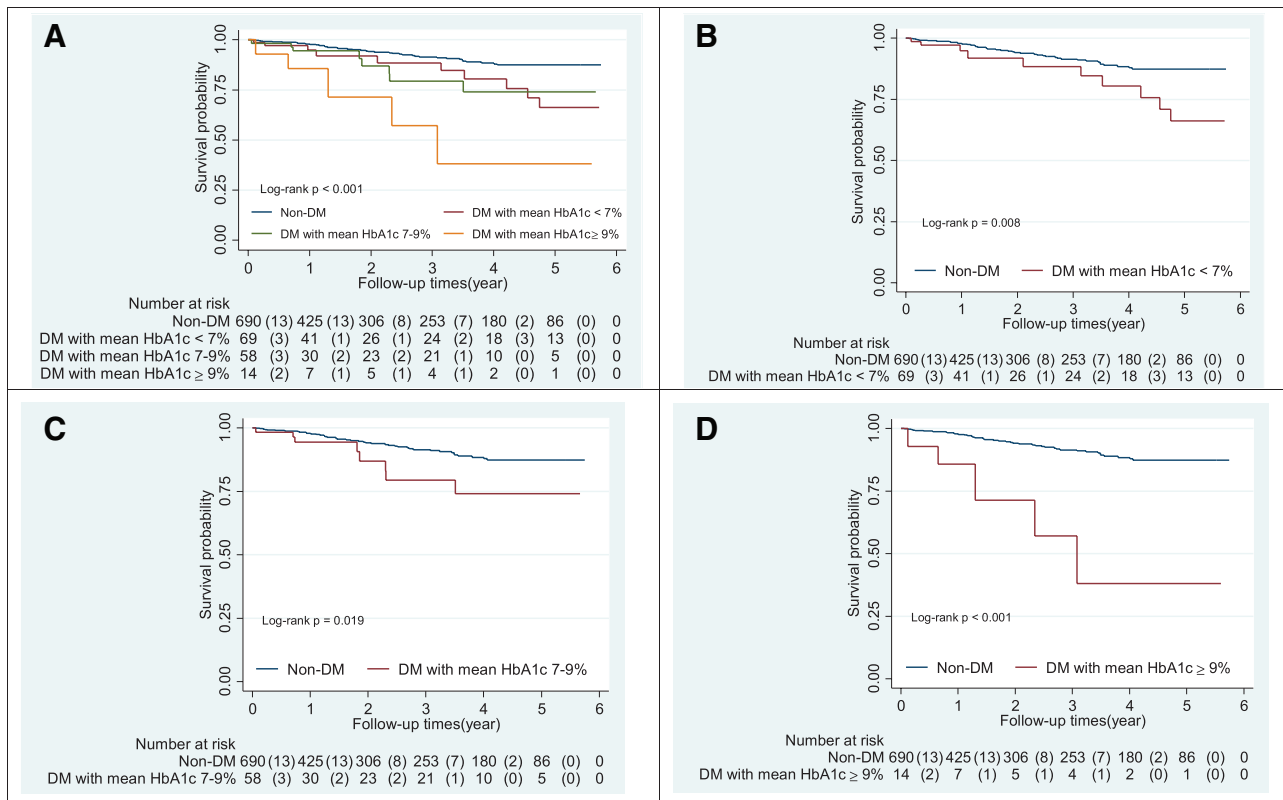 A
Survival probability
1.00
0.75
0.50
0.25
0.00
Log-rank p < 0.001
Non-DM
DM with mean HbA1c < 7%
DM with mean HbA1c 7-9%
DM with mean HbA1c≥ 9%
0 1 2 3 4 5 6
Follow-up times(year)
Number at risk
Non-DM 690 (13) 425 (13) 306 (8) 253 (7) 180 (2) 86 (0) 0
DM with mean HbA1c < 7% 69 (3) 41 (1) 26 (1) 24 (2) 18 (3) 13 (0) 0
DM with mean HbA1c 7-9% 58 (3) 30 (2) 23 (2) 21 (1) 10 (0) 5 (0) 0
DM with mean HbA1c ≥ 9% 14 (2) 7 (1) 5 (1) 4 (1) 2 (0) 1 (0) 0
B
Survival probability
1.00
0.75
0.50
0.25
0.00
Log-rank p = 0.008
Non-DM DM with mean HbA1c < 7%
0 1 2 3 4 5 6
Follow-up times(year)
Number at risk
Non-DM 690 (13) 425 (13) 306 (8) 253 (7) 180 (2) 86 (0) 0
DM with mean HbA1c < 7% 69 (3) 41 (1) 26 (1) 24 (2) 18 (3) 13 (0) 0
C
Survival probability
1.00
0.75
0.50
0.25
0.00
Log-rank p = 0.019
Non-DM DM with mean HbA1c 7-9%
0 1 2 3 4 5 6
Follow-up times(year)
Number at risk
Non-DM 690 (13) 425 (13) 306 (8) 253 (7) 180 (2) 86 (0) 0
DM with mean HbA1c 7-9% 58 (3) 30 (2) 23 (2) 21 (1) 10 (0) 5 (0) 0
D
Survival probability
1.00
0.75
0.50
0.25
0.00
Log-rank p < 0.001
Non-DM DM with mean HbA1c ≥ 9%
0 1 2 3 4 5 6
Follow-up times(year)
Number at risk
Non-DM 690 (13) 425 (13) 306 (8) 253 (7) 180 (2) 86 (0) 0
DM with mean HbA1c ≥ 9% 14 (2) 7 (1) 5 (1) 4 (1) 2 (0) 1 (0) 0